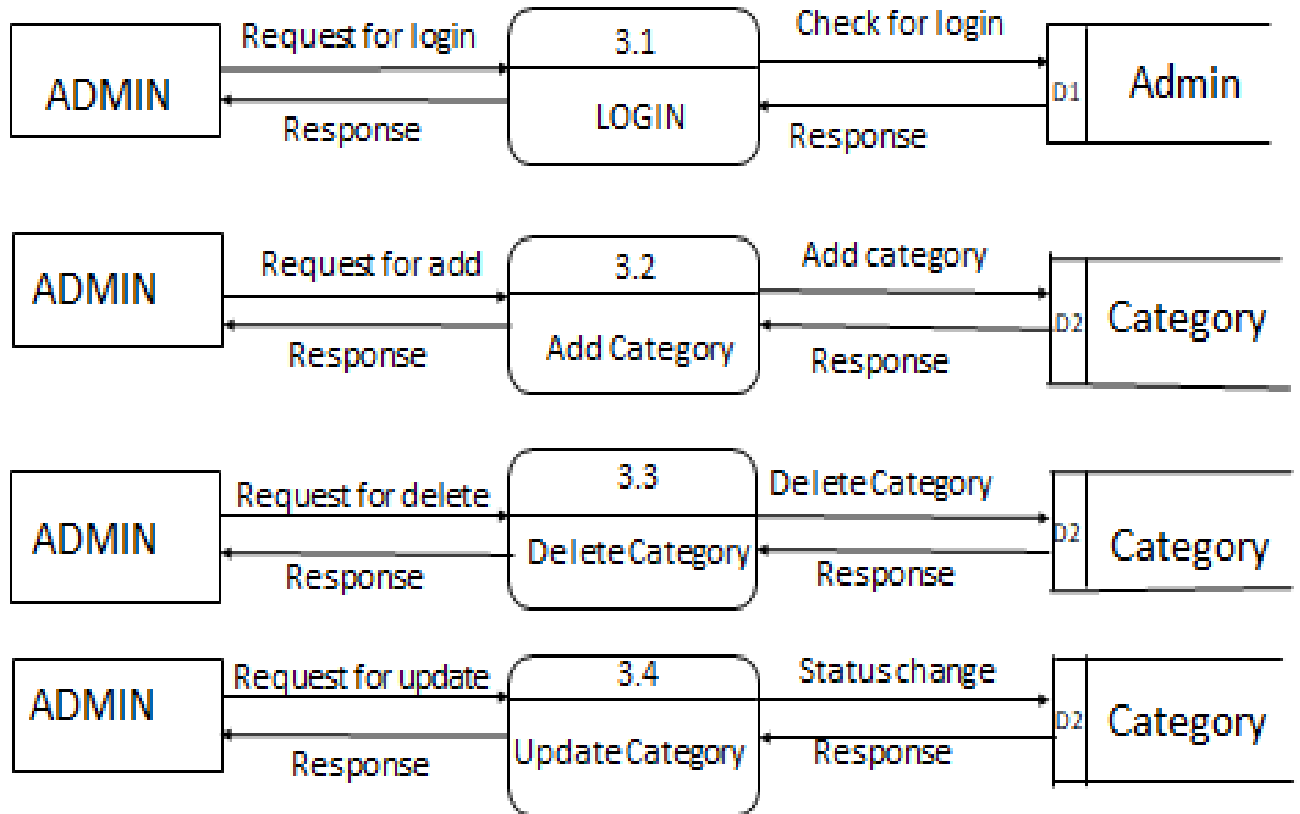 Request for login
3.1
Check for login
ADMIN
LOGIN
D1
Admin
Response
Response
Request for add
3.2
Add category
ADMIN
Add Category
D2
Category
Response
Response
Request for delete
3.3
Delete Category
ADMIN
Delete Category
D2
Category
Response
Response
Request for update
3.4
Status change
ADMIN
Update Category
D2
Category
Response
Response